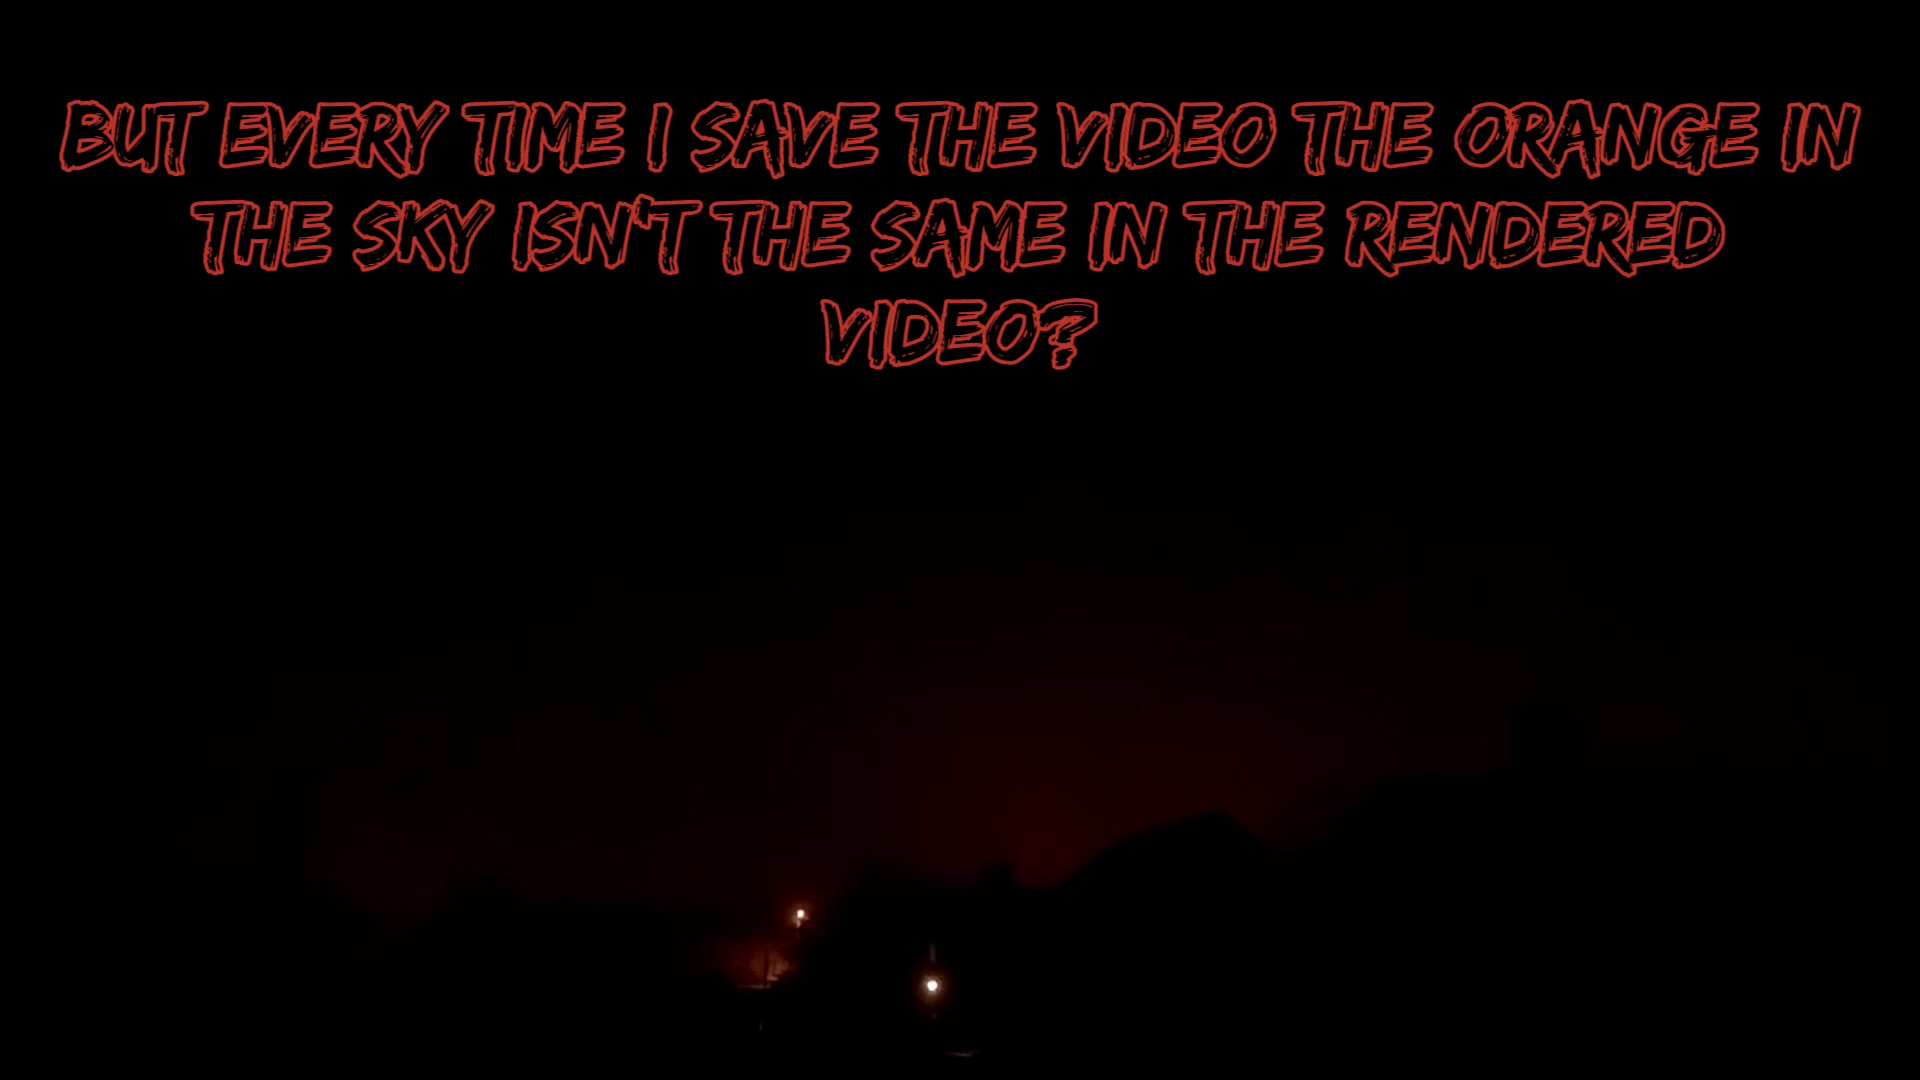 BUT EVERY TIME I SAVE THE VIDEO THE ORANGE IN
THE SKY ISN'T THE SAME IN THE RENDERED
VIDEO?